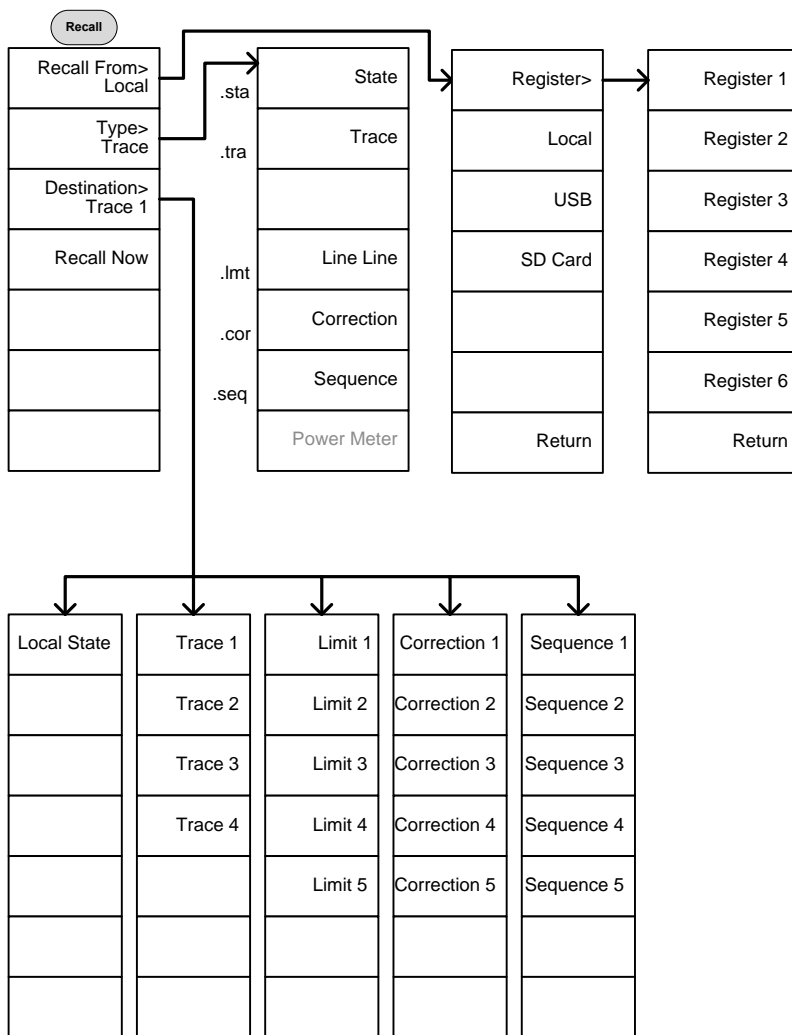 Recall
Recall From>
Local
Type>
Trace
Destination>
Trace 1
Recall Now
.sta
.tra
.lmt
.cor
.seq
State
Trace
Line Line
Correction
Sequence
Power Meter
Register>
Local
USB
SD Card
Return
Register 1
Register 2
Register 3
Register 4
Register 5
Register 6
Return
Local State
Trace 1
Trace 2
Trace 3
Trace 4
Limit 1
Limit 2
Limit 3
Limit 4
Limit 5
Correction 1
Correction 2
Correction 3
Correction 4
Correction 5
Sequence 1
Sequence 2
Sequence 3
Sequence 4
Sequence 5